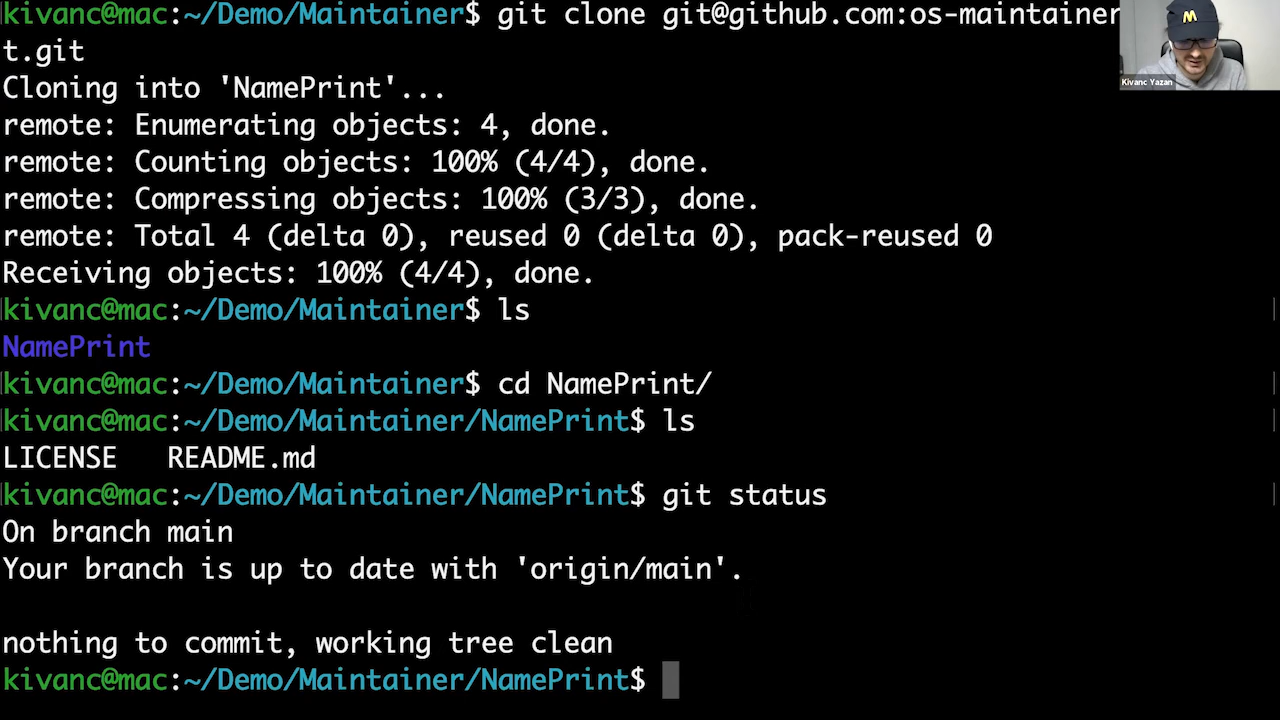 kivanc@mac:~/Demo/Maintainer$ git clone git@github.com:os-maintainer
t.git
Cloning into 'NamePrint'...
remote: Enumerating objects: 4, done.
remote: Counting objects: 100% (4/4), done.
remote: Compressing objects: 100% (3/3), done.
remote: Total 4 (delta 0), reused 0 (delta 0), pack-reused 0
Receiving objects: 100% (4/4), done.
kivanc@mac:~/Demo/Maintainer$ ls
NamePrint
kivanc@mac:~/Demo/Maintainer$ cd NamePrint/
kivanc@mac:~/Demo/Maintainer/NamePrint$ ls
LICENSE   README.md
kivanc@mac:~/Demo/Maintainer/NamePrint$ git status
On branch main
Your branch is up to date with 'origin/main'.
nothing to commit, working tree clean
kivanc@mac:~/Demo/Maintainer/NamePrint$
M
Kivanc Yazan